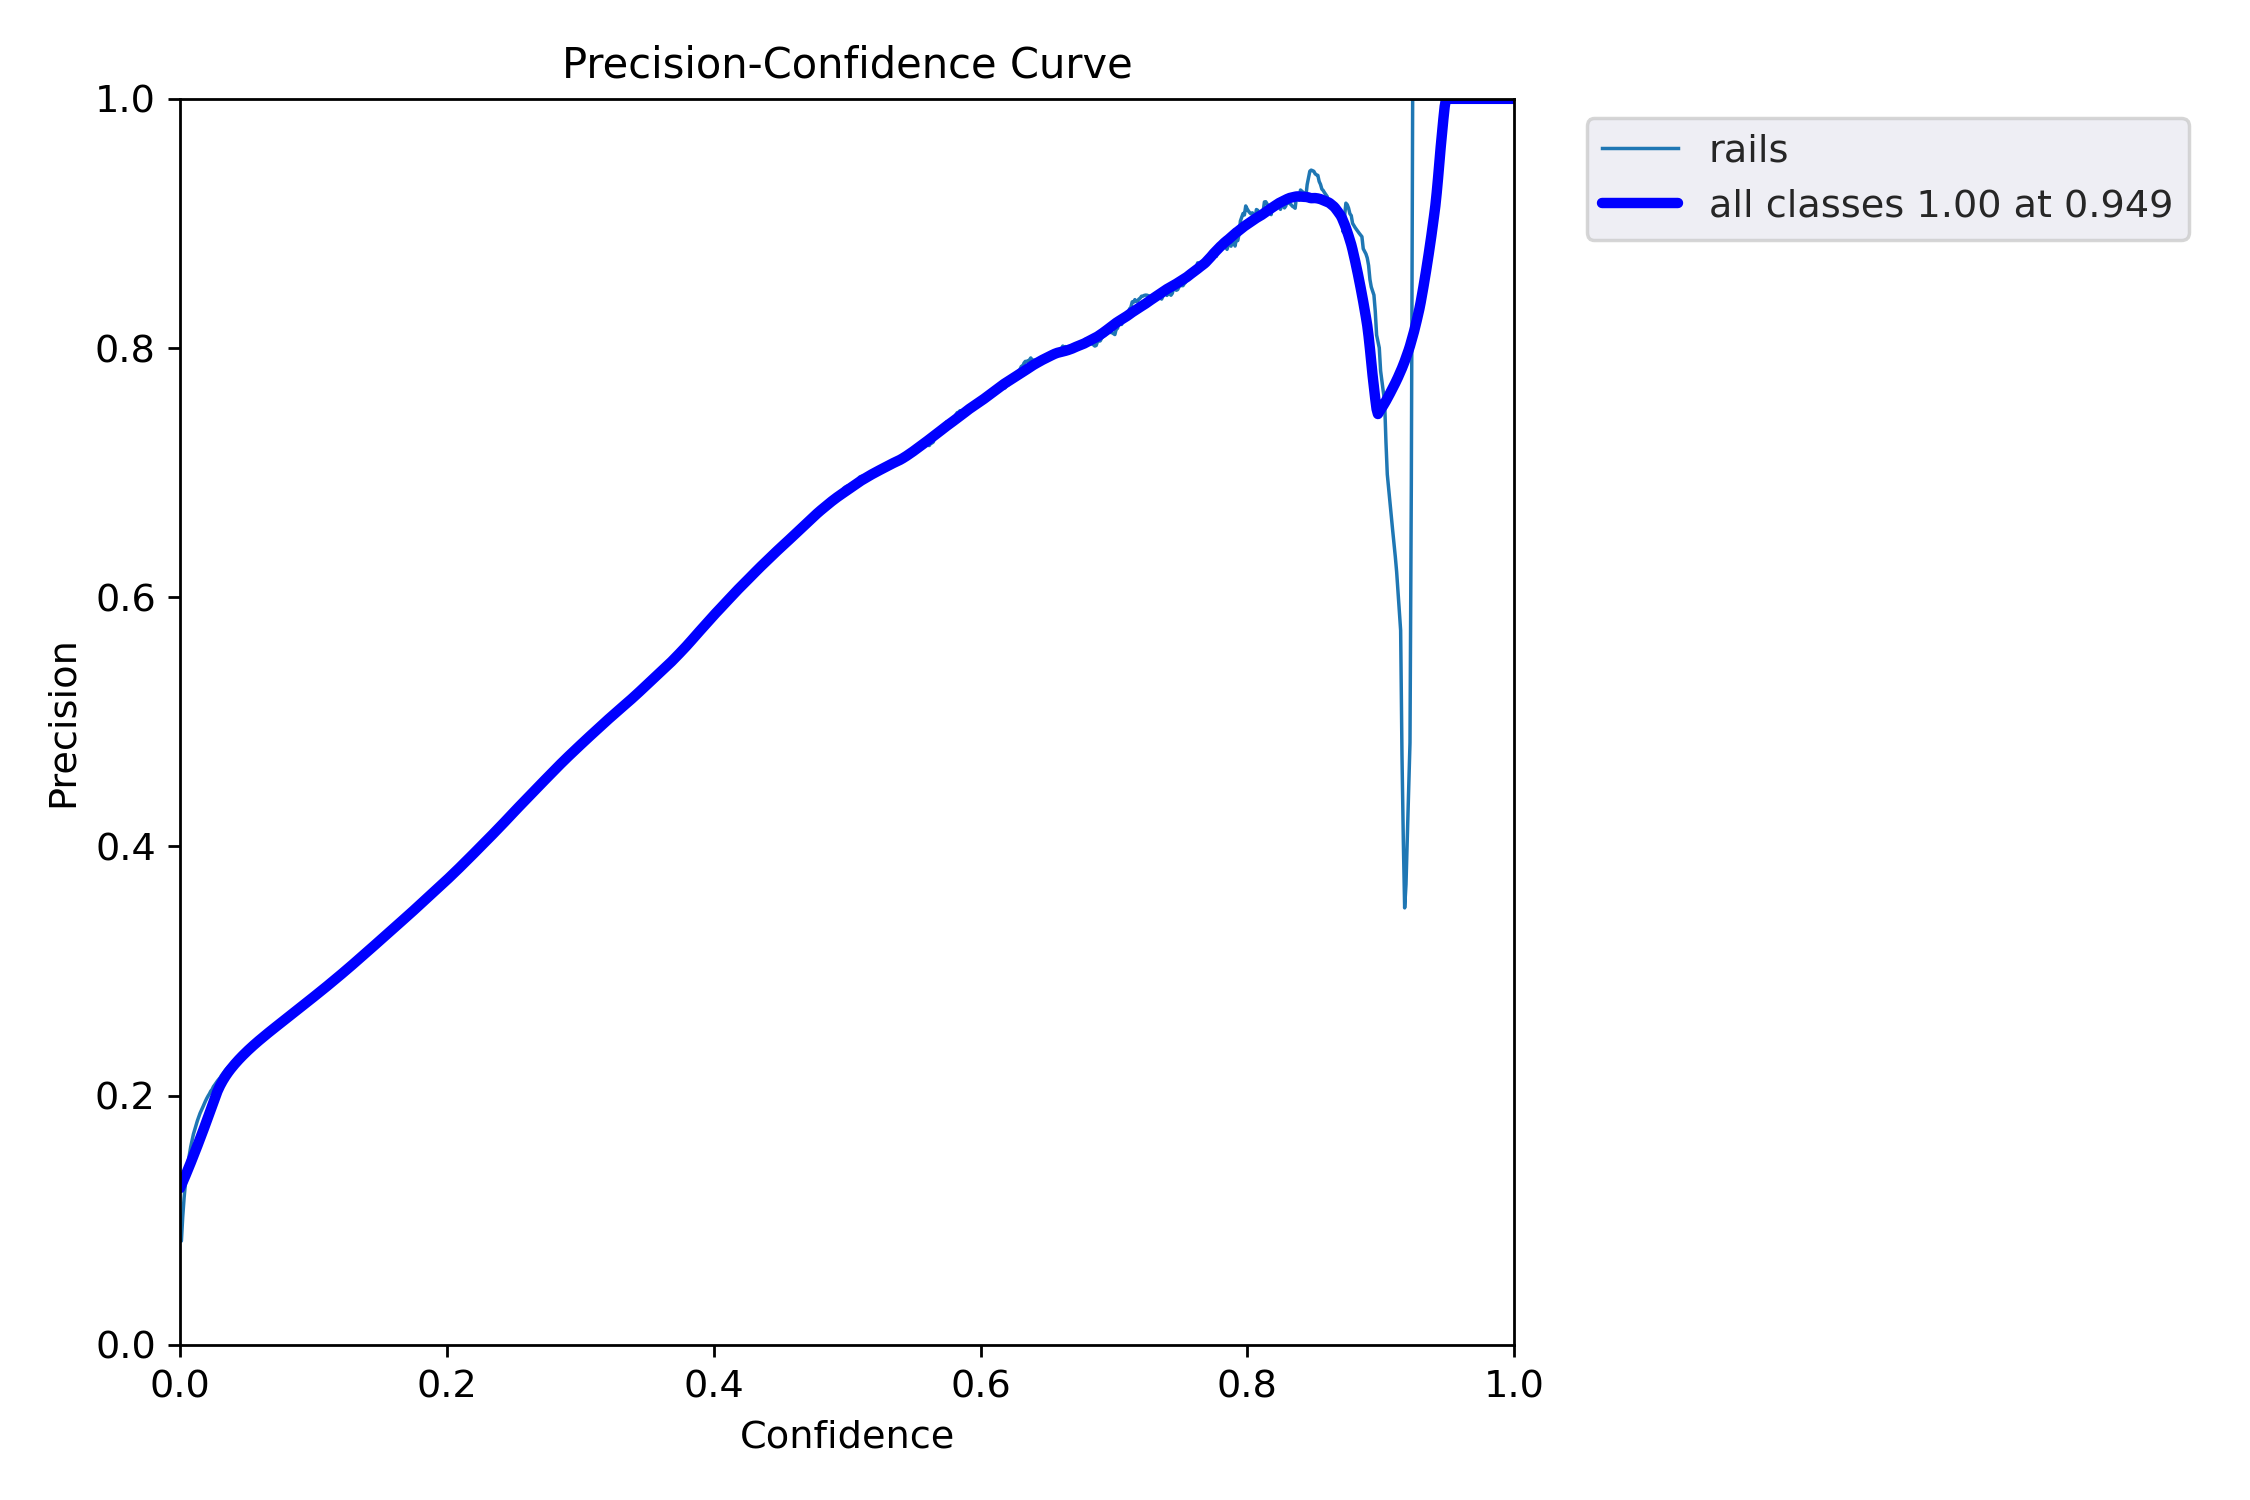 Precision-Confidence Curve
rails
all classes 1.00 at 0.949
Precision
1.0
0.8
0.6
0.4
0.2
0.0
0.0 0.2 0.4 0.6 0.8 1.0
Confidence